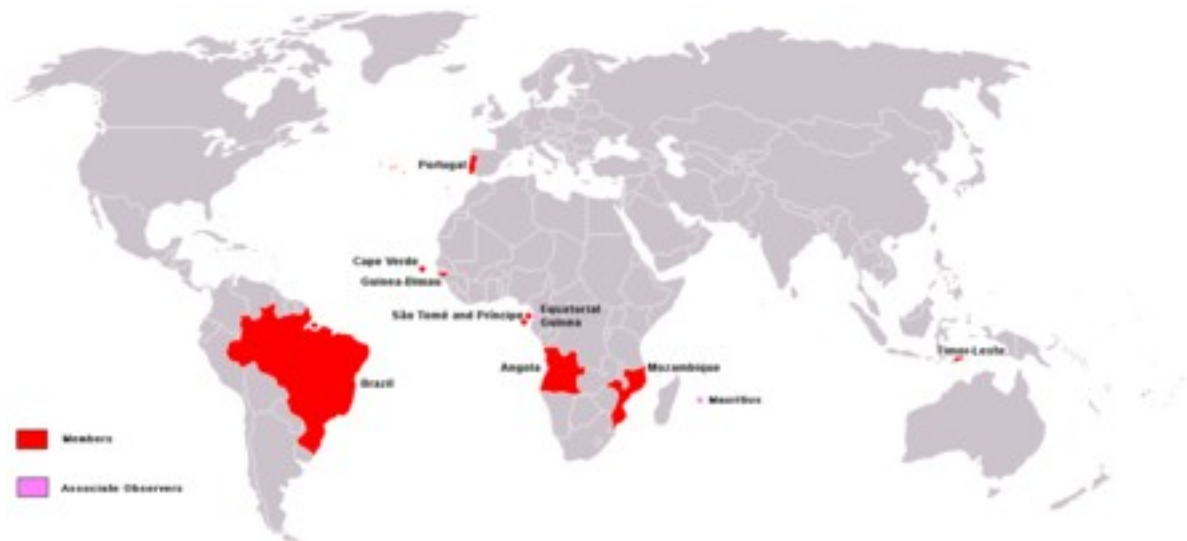 Portugal
Cape Verde
Guinea-Bissau
São Tomé and Príncipe
Equatorial
Guinea
Angola
Mozambique
Brazil
Mauritius
Timor-Leste
Members
Associate Observers